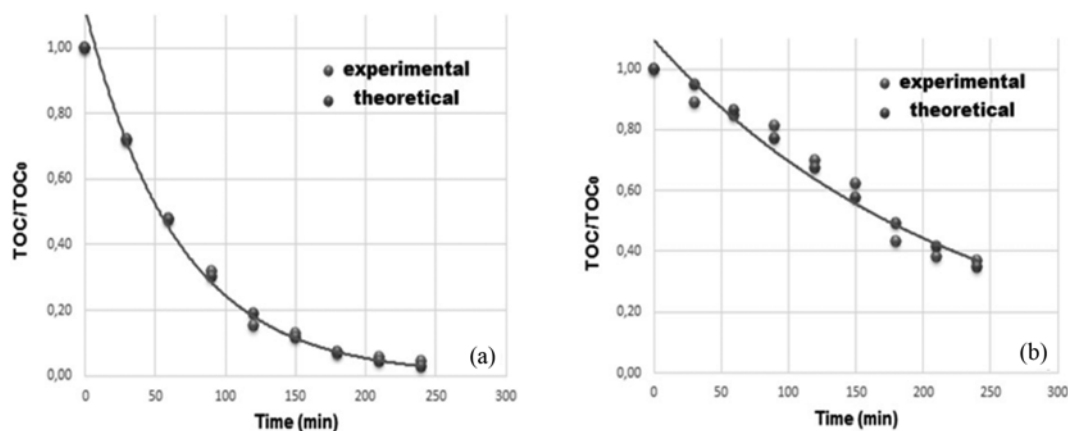 1,00
0,80
0,60
0,40
0,20
0,00
TOC/TOC₀
experimental
theoretical
(a)
0 50 100 150 200 250 300
Time (min)
1,00
0,80
0,60
0,40
0,20
0,00
TOC/TOC₀
experimental
theoretical
(b)
0 50 100 150 200 250 300
Time (min)